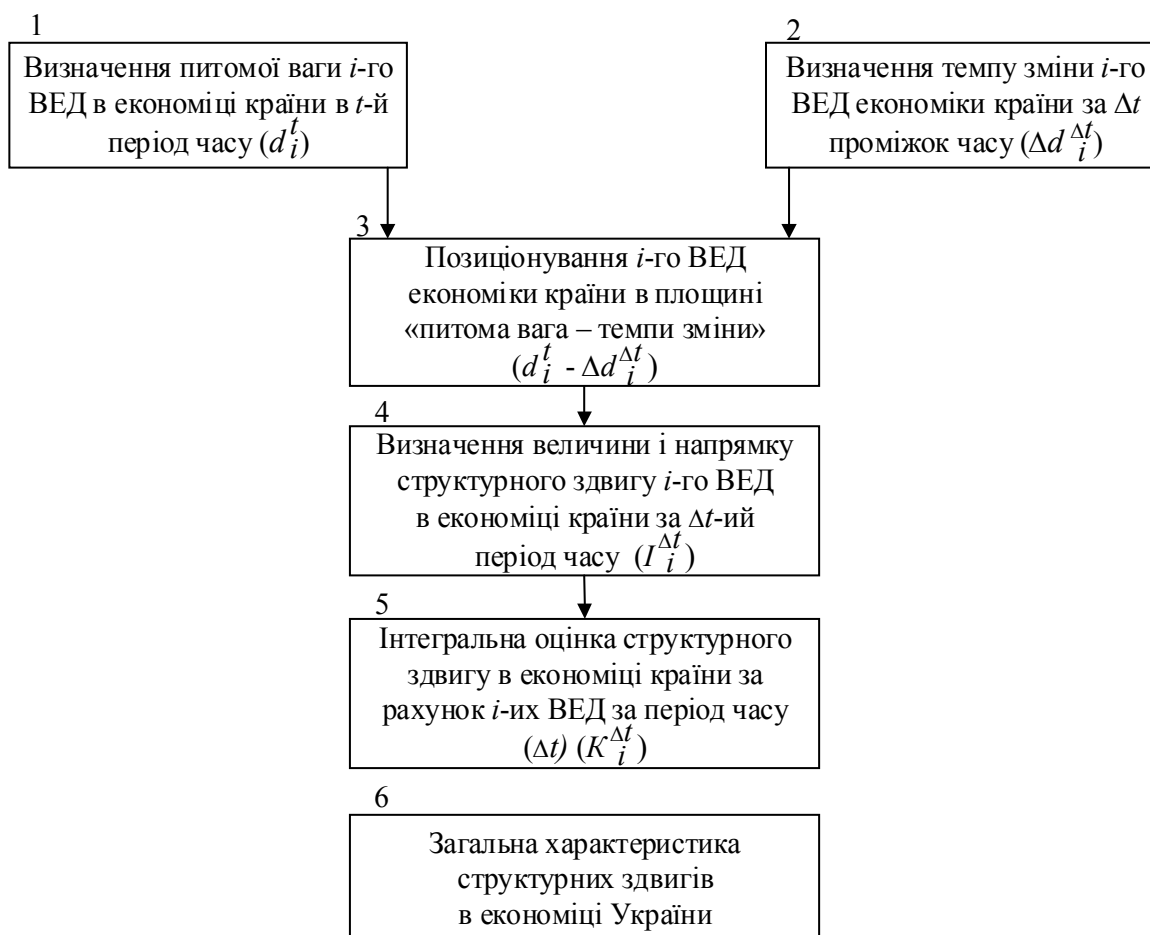 1
Визначення питомої ваги i-го
ВЕД в економіці країни в t-й
період часу (d_i^t)
2
Визначення темпу зміни i-го
ВЕД економіки країни за Δt
проміжок часу (Δd_i^Δt)
3
Позиціонування i-го ВЕД
економіки країни в площині
«питома вага – темпи зміни»
(d_i^t - Δd_i^Δt)
4
Визначення величини і напрямку
структурного здвигу i-го ВЕД
в економіці країни за Δt-ий
період часу (I_i^Δt)
5
Інтегральна оцінка структурного
здвигу в економіці країни за
рахунок i-их ВЕД за період часу
(Δt) (К_i^Δt)
6
Загальна характеристика
структурних здвигів
в економіці України